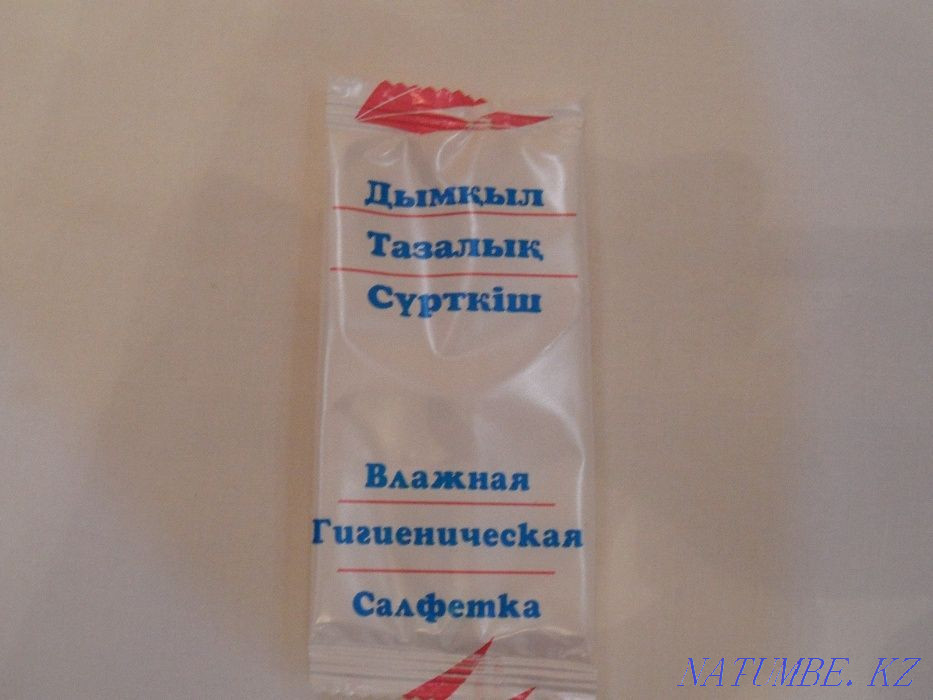 Дымқыл
Тазалық
Сүрткіш
Влажная
Гигиеническая
Салфетка
NATUMBE.KZ